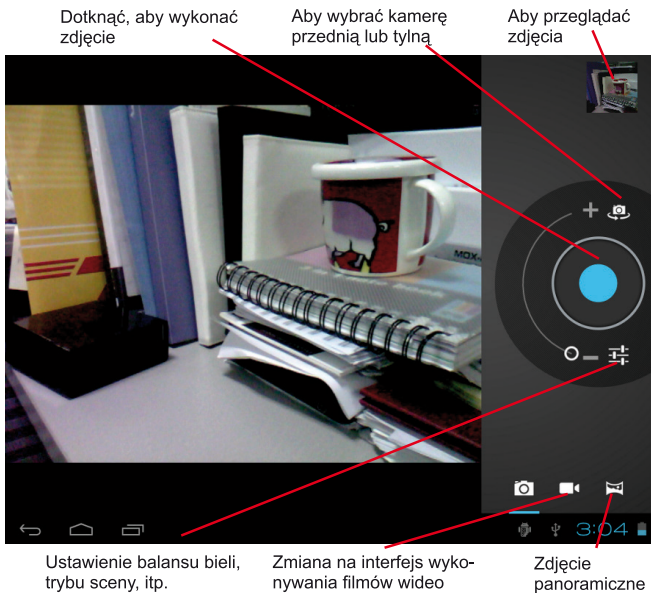 Dotknąć, aby wykonać
zdjęcie
Aby wybrać kamerę
przednią lub tylną
Aby przeglądać
zdjęcia
MOX
3:04
Ustawienie balansu bieli,
trybu sceny, itp.
Zmiana na interfejs wyko-
nywania filmów wideo
Zdjęcie
panoramiczne